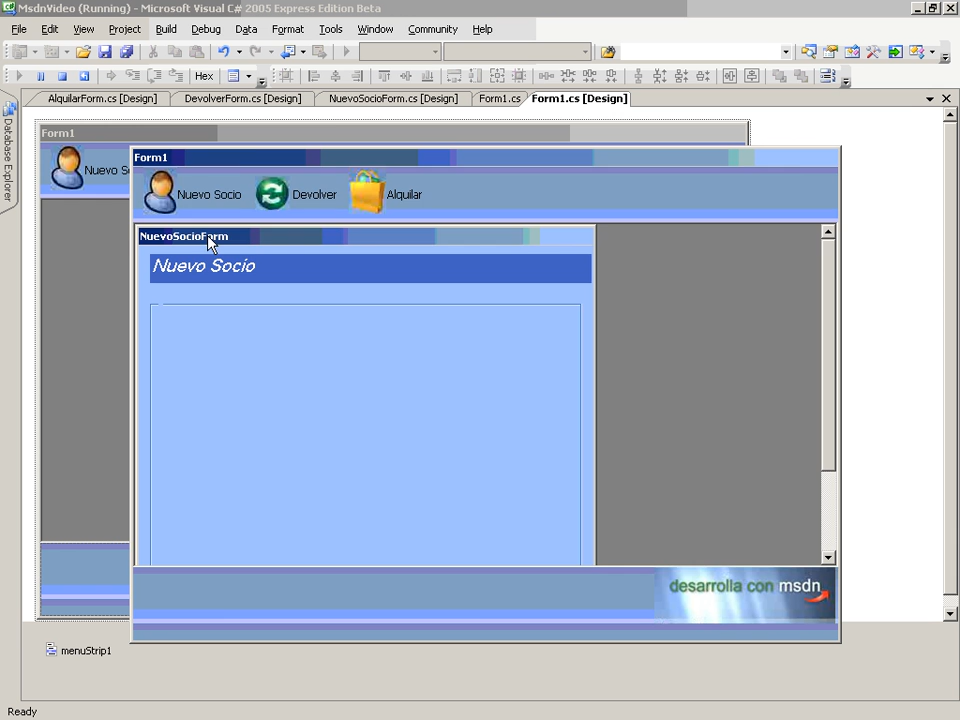 MsdnVideo (Running) - Microsoft Visual C# 2005 Express Edition Beta
File Edit View Project Build Debug Data Format Tools Window Community Help
Hex
AlquilarForm.cs [Design] DevolverForm.cs [Design] NuevoSocioForm.cs [Design] Form1.cs Form1.cs [Design]
Database Explorer
Form1
Nuevo
Form1
Nuevo Socio Devolver Alquilar
NuevoSocioForm
Nuevo Socio
desarrolla con msdn
menuStrip1
Ready